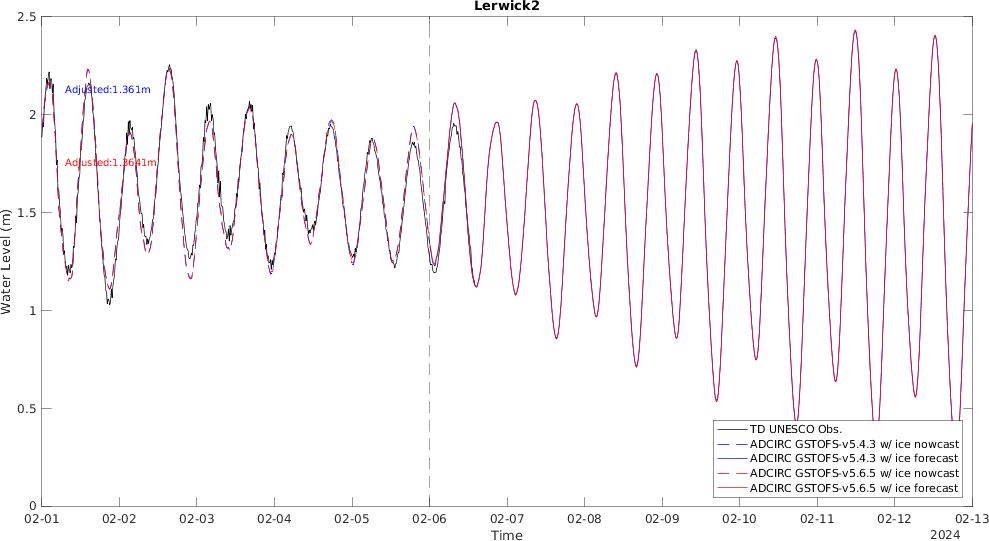 Lerwick2
2.5
2
1.5
1
0.5
0
Water Level (m)
Adjusted:1.361m
Adjusted:1.3641m
TD UNESCO Obs.
ADCIRC GSTOFS-v5.4.3 w/ ice nowcast
ADCIRC GSTOFS-v5.4.3 w/ ice forecast
ADCIRC GSTOFS-v5.6.5 w/ ice nowcast
ADCIRC GSTOFS-v5.6.5 w/ ice forecast
02-01 02-02 02-03 02-04 02-05 02-06 02-07 02-08 02-09 02-10 02-11 02-12 02-13
Time
2024